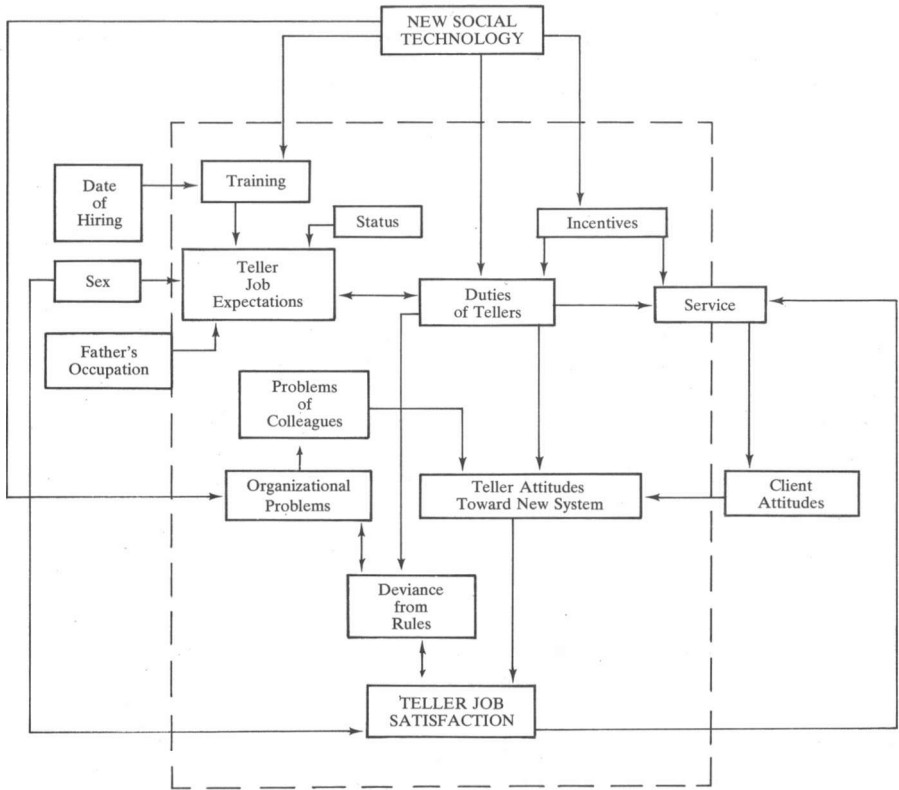 NEW SOCIAL
TECHNOLOGY
Date
of
Hiring
Training
Status
Incentives
Sex
Teller
Job
Expectations
Duties
of Tellers
Service
Father's
Occupation
Problems
of
Colleagues
Organizational
Problems
Teller Attitudes
Toward New System
Client
Attitudes
Deviance
from
Rules
TELLER JOB
SATISFACTION